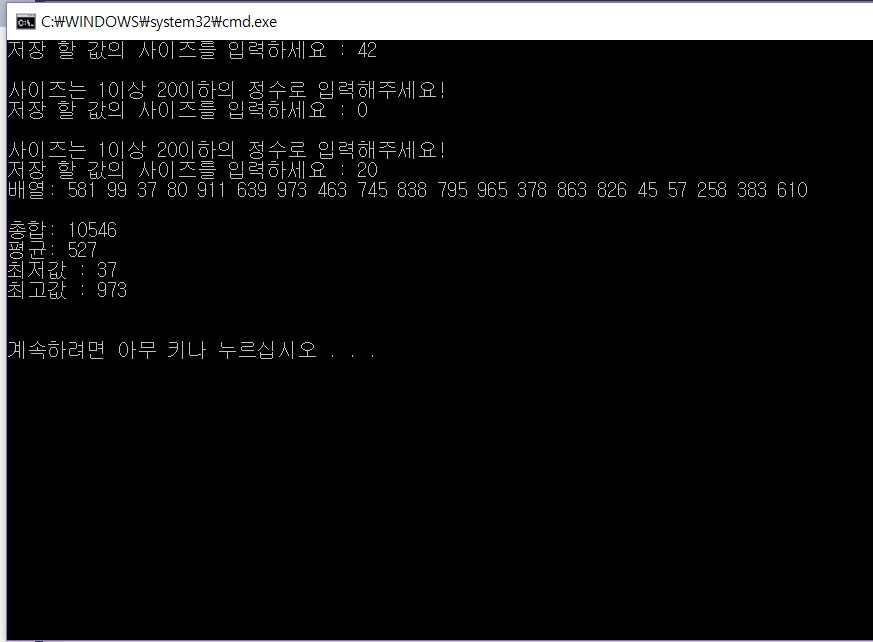 C:₩WINDOWS₩system32₩cmd.exe
저장 할 값의 사이즈를 입력하세요 : 42
사이즈는 1이상 20이하의 정수로 입력해주세요!
저장 할 값의 사이즈를 입력하세요 : 0
사이즈는 1이상 20이하의 정수로 입력해주세요!
저장 할 값의 사이즈를 입력하세요 : 20
배열: 581 99 37 80 911 639 973 463 745 838 795 965 378 863 826 45 57 258 383 610
총합: 10546
평균: 527
최저값 : 37
최고값 : 973
계속하려면 아무 키나 누르십시오 . . .